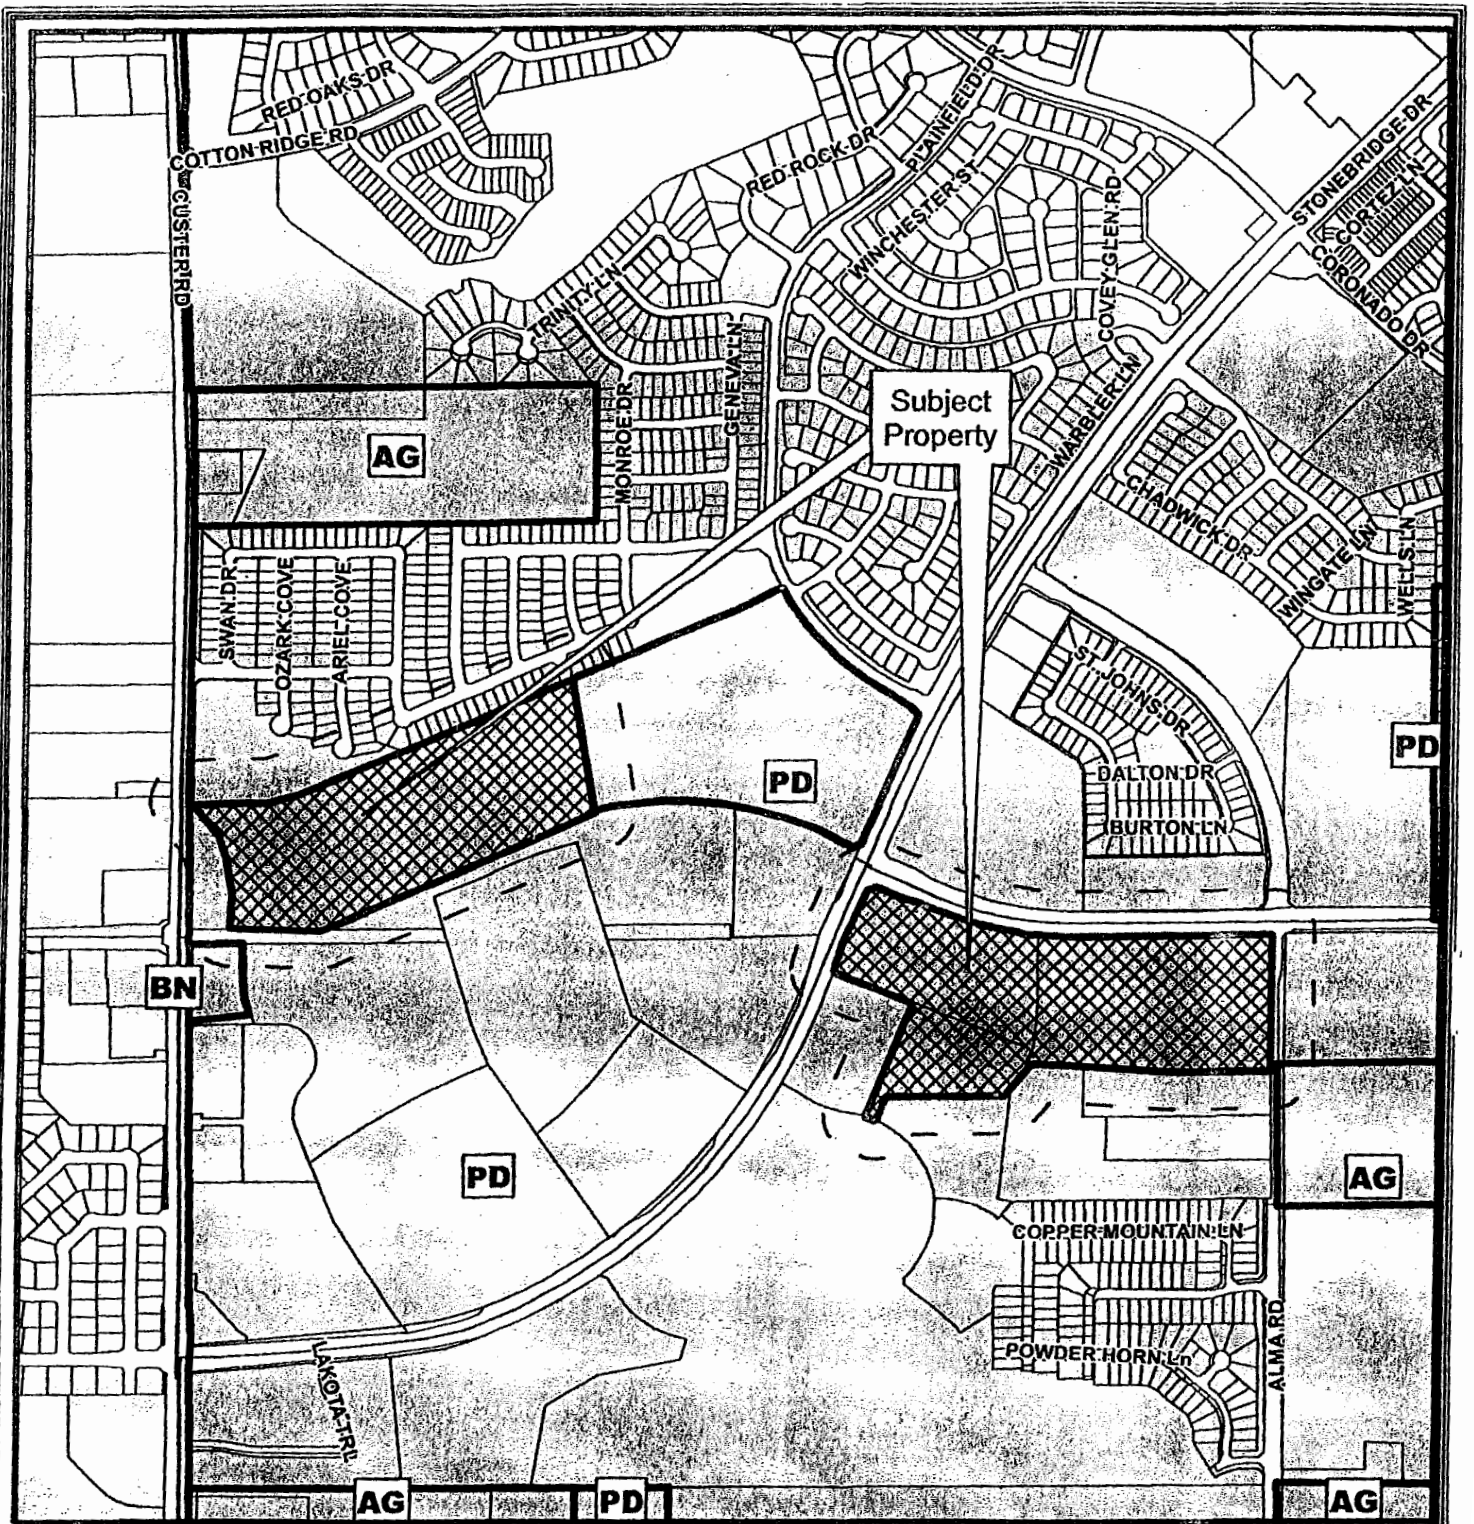 RED OAKS DR
COTTON RIDGE RD
CUSTER RD
RED ROCK DR
PLAINFIELD DR
WINCHESTER ST
COVEY GLEN RD
STONEBRIDGE DR
CORTEZ LN
CORONADO DR
TRINITY LN
GENEVA LN
MONROE DR
WARBLER LN
Subject
Property
AG
CHADWICK DR
WINGATE LN
WELLS LN
SWAN DR
OZARK COVE
ARIEL COVE
ST. JOHNS DR
PD
PD
DALTON DR
BURTON LN
BN
PD
AG
COPPER MOUNTAIN LN
POWDER HORN Ln
ALMA RD
LAKOTA TRL
AG
PD
AG